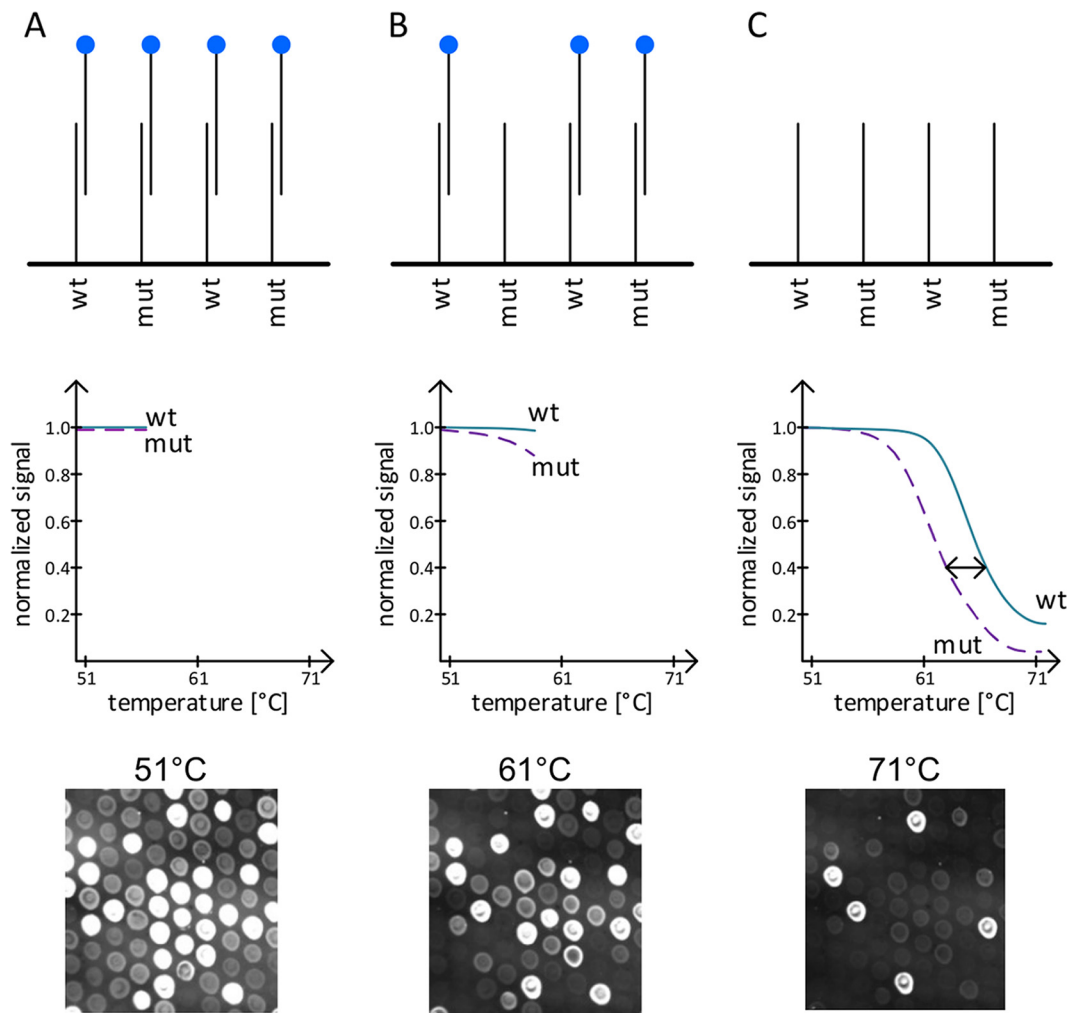 A
B
C
wt
mut
wt
mut
wt
mut
wt
mut
wt
mut
wt
mut
normalized signal
1.0
0.8
0.6
0.4
0.2
wt
mut
51
61
71
temperature [°C]
normalized signal
1.0
0.8
0.6
0.4
0.2
wt
mut
51
61
71
temperature [°C]
normalized signal
1.0
0.8
0.6
0.4
0.2
wt
mut
51
61
71
temperature [°C]
51°C
61°C
71°C